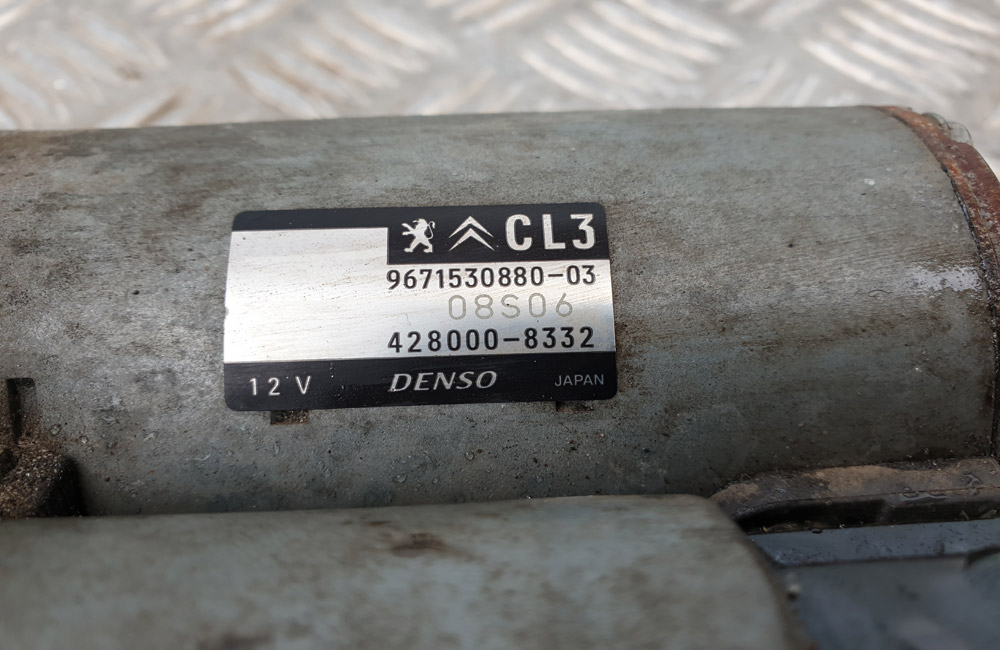 CL3
9671530880-03
08S06
428000-8332
12 V DENSO JAPAN